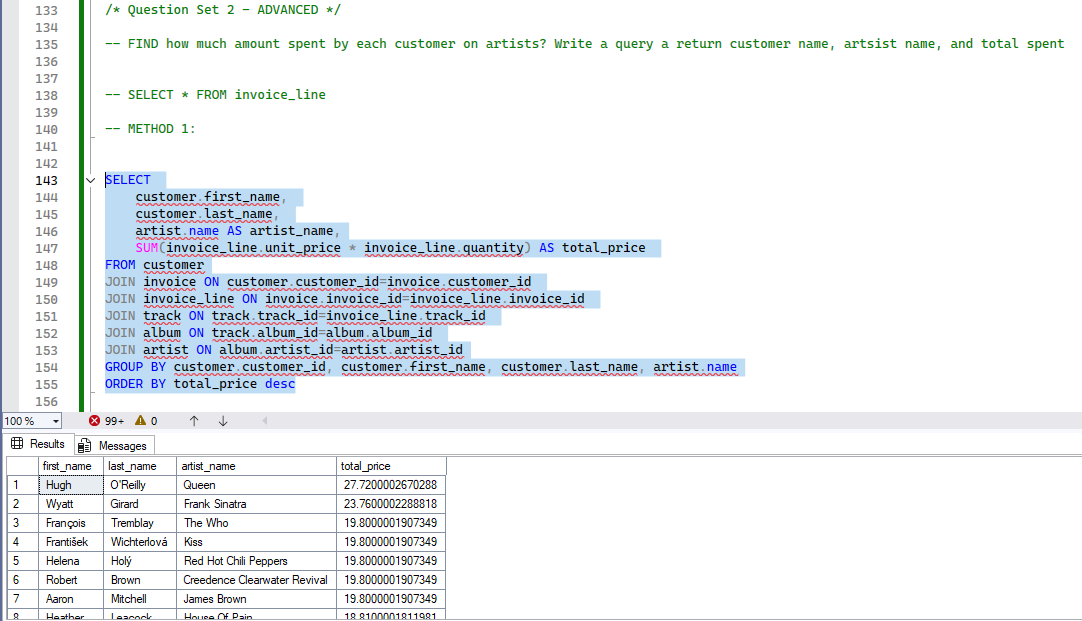 133 /* Question Set 2 - ADVANCED */
134
135 -- FIND how much amount spent by each customer on artists? Write a query a return customer name, artsist name, and total spent
136
137
138 -- SELECT * FROM invoice_line
139
140 -- METHOD 1:
141
142
143 SELECT
144 customer.first_name,
145 customer.last_name,
146 artist.name AS artist_name,
147 SUM(invoice_line.unit_price * invoice_line.quantity) AS total_price
148 FROM customer
149 JOIN invoice ON customer.customer_id=invoice.customer_id
150 JOIN invoice_line ON invoice.invoice_id=invoice_line.invoice_id
151 JOIN track ON track.track_id=invoice_line.track_id
152 JOIN album ON track.album_id=album.album_id
153 JOIN artist ON album.artist_id=artist.artist_id
154 GROUP BY customer.customer_id, customer.first_name, customer.last_name, artist.name
155 ORDER BY total_price desc
156
100 % 99+ 0
Results Messages
first_name last_name artist_name total_price
1 Hugh O'Reilly Queen 27.7200002670288
2 Wyatt Girard Frank Sinatra 23.7600002288818
3 François Tremblay The Who 19.8000001907349
4 František Wichterlová Kiss 19.8000001907349
5 Helena Holý Red Hot Chili Peppers 19.8000001907349
6 Robert Brown Creedence Clearwater Revival 19.8000001907349
7 Aaron Mitchell James Brown 19.8000001907349
8 Heather Leacock House Of Pain 18.8100001811981